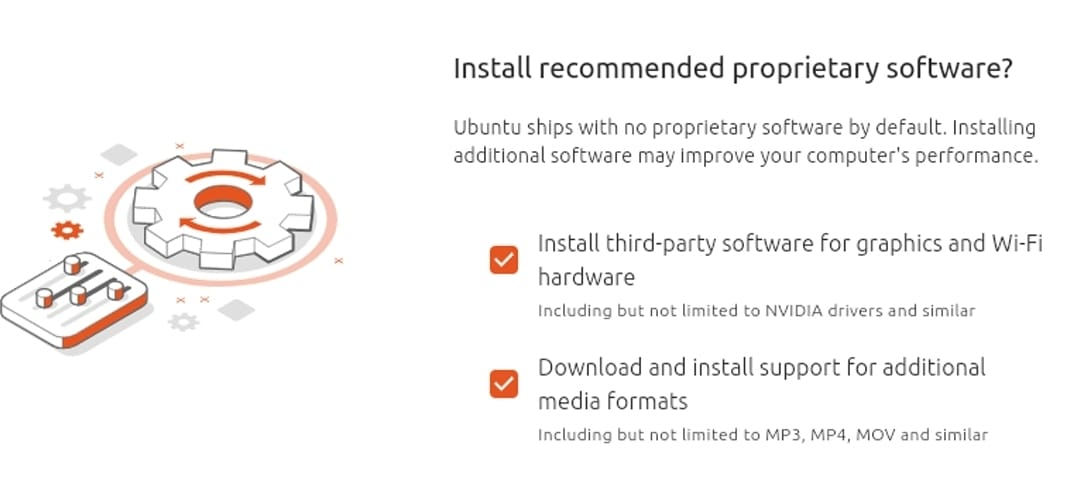 Install recommended proprietary software?
Ubuntu ships with no proprietary software by default. Installing
additional software may improve your computer's performance.
Install third-party software for graphics and Wi-Fi
hardware
Including but not limited to NVIDIA drivers and similar
Download and install support for additional
media formats
Including but not limited to MP3, MP4, MOV and similar